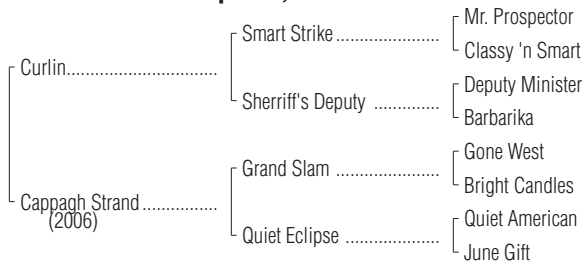 Mr. Prospector
Smart Strike
Classy 'n Smart
Curlin
Deputy Minister
Sherriff's Deputy
Barbarika
Gone West
Grand Slam
Bright Candles
Cappagh Strand
(2006)
Quiet American
Quiet Eclipse
June Gift